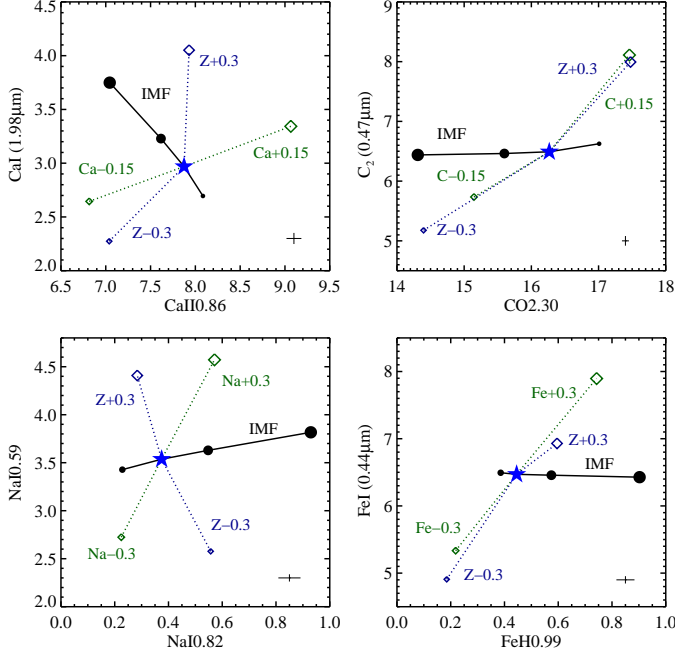 4.5
4.0
3.5
3.0
2.5
2.0
CaI (1.98μm)
6.5 7.0 7.5 8.0 8.5 9.0 9.5
CaII0.86
IMF
Z+0.3
Ca+0.15
Ca−0.15
Z−0.3
9
8
7
6
5
C₂ (0.47μm)
14 15 16 17 18
CO2.30
Z+0.3
C+0.15
IMF
C−0.15
Z−0.3
4.5
4.0
3.5
3.0
2.5
2.0
NaI0.59
0.0 0.2 0.4 0.6 0.8 1.0
NaI0.82
Z+0.3
Na+0.3
IMF
Z−0.3
Na−0.3
8
7
6
5
FeI (0.44μm)
0.0 0.2 0.4 0.6 0.8 1.0
FeH0.99
Fe+0.3
Z+0.3
IMF
Fe−0.3
Z−0.3